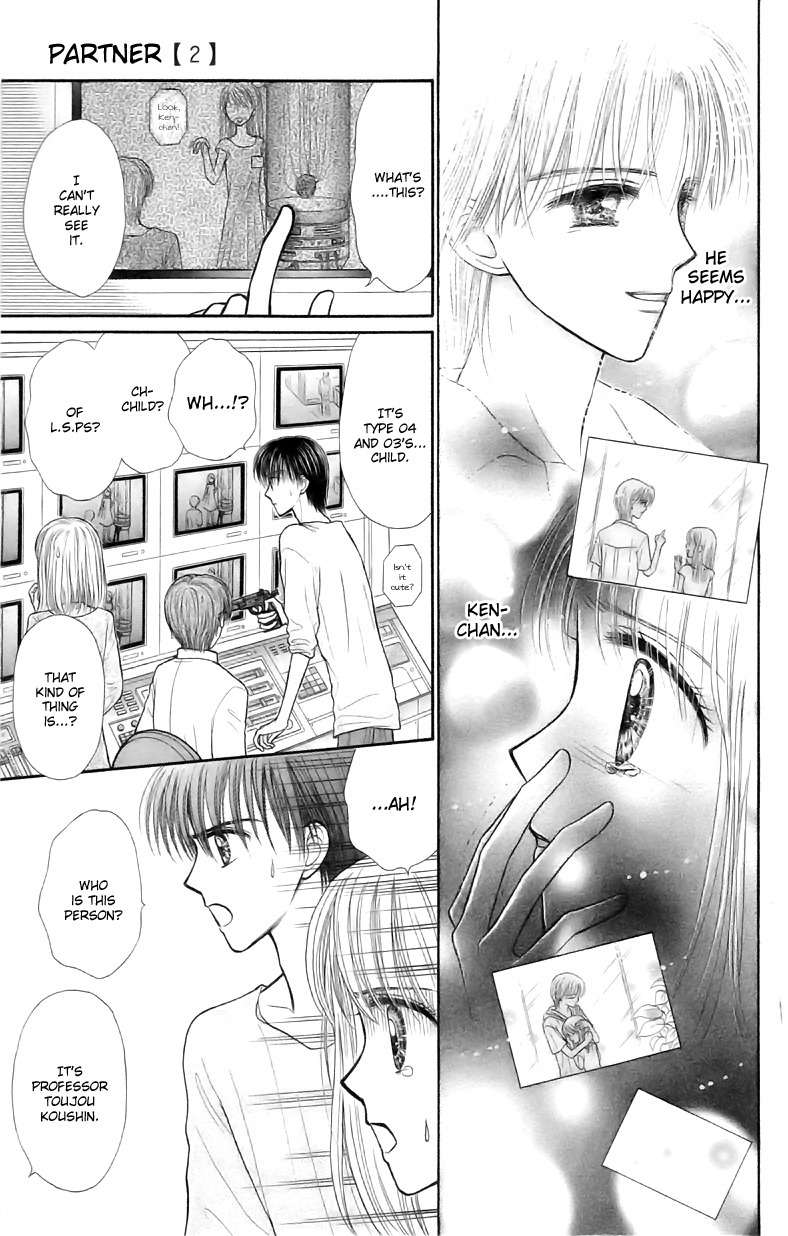 PARTNER【 2 】
HE
SEEMS
HAPPY...
KEN-
CHAN...
WHAT'S
....THIS?
Look,
Ken-
chan!
I
CAN'T
REALLY
SEE
IT.
IT'S
TYPE 04
AND 03'S...
CHILD.
WH...!?
CH-
CHILD?
OF
L.S.PS?
Isn't
it
cute?
THAT
KIND OF
THING
IS...?
...AH!
WHO
IS THIS
PERSON?
IT'S
PROFESSOR
TOUJOU
KOUSHIN.